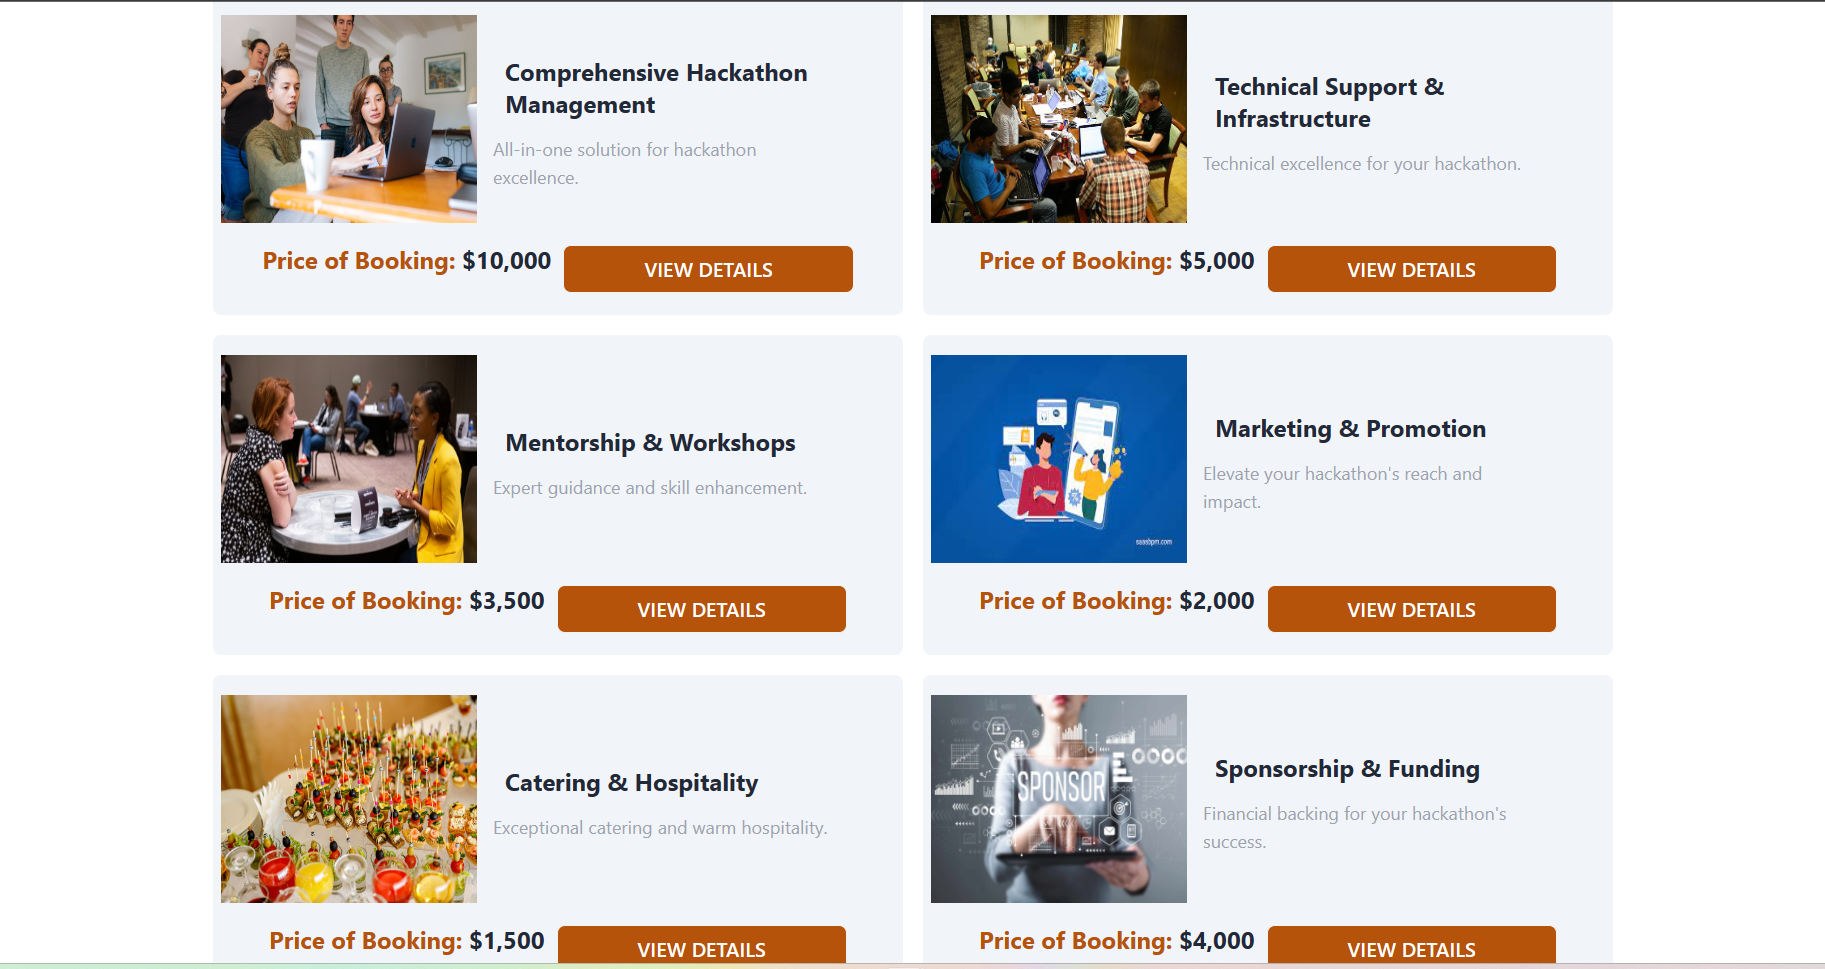 Comprehensive Hackathon
Management
All-in-one solution for hackathon
excellence.
Price of Booking: $10,000
VIEW DETAILS
Technical Support &
Infrastructure
Technical excellence for your hackathon.
Price of Booking: $5,000
VIEW DETAILS
Mentorship & Workshops
Expert guidance and skill enhancement.
Price of Booking: $3,500
VIEW DETAILS
saasbpm.com
Marketing & Promotion
Elevate your hackathon's reach and
impact.
Price of Booking: $2,000
VIEW DETAILS
Catering & Hospitality
Exceptional catering and warm hospitality.
Price of Booking: $1,500
VIEW DETAILS
SPONSOR
Sponsorship & Funding
Financial backing for your hackathon's
success.
Price of Booking: $4,000
VIEW DETAILS